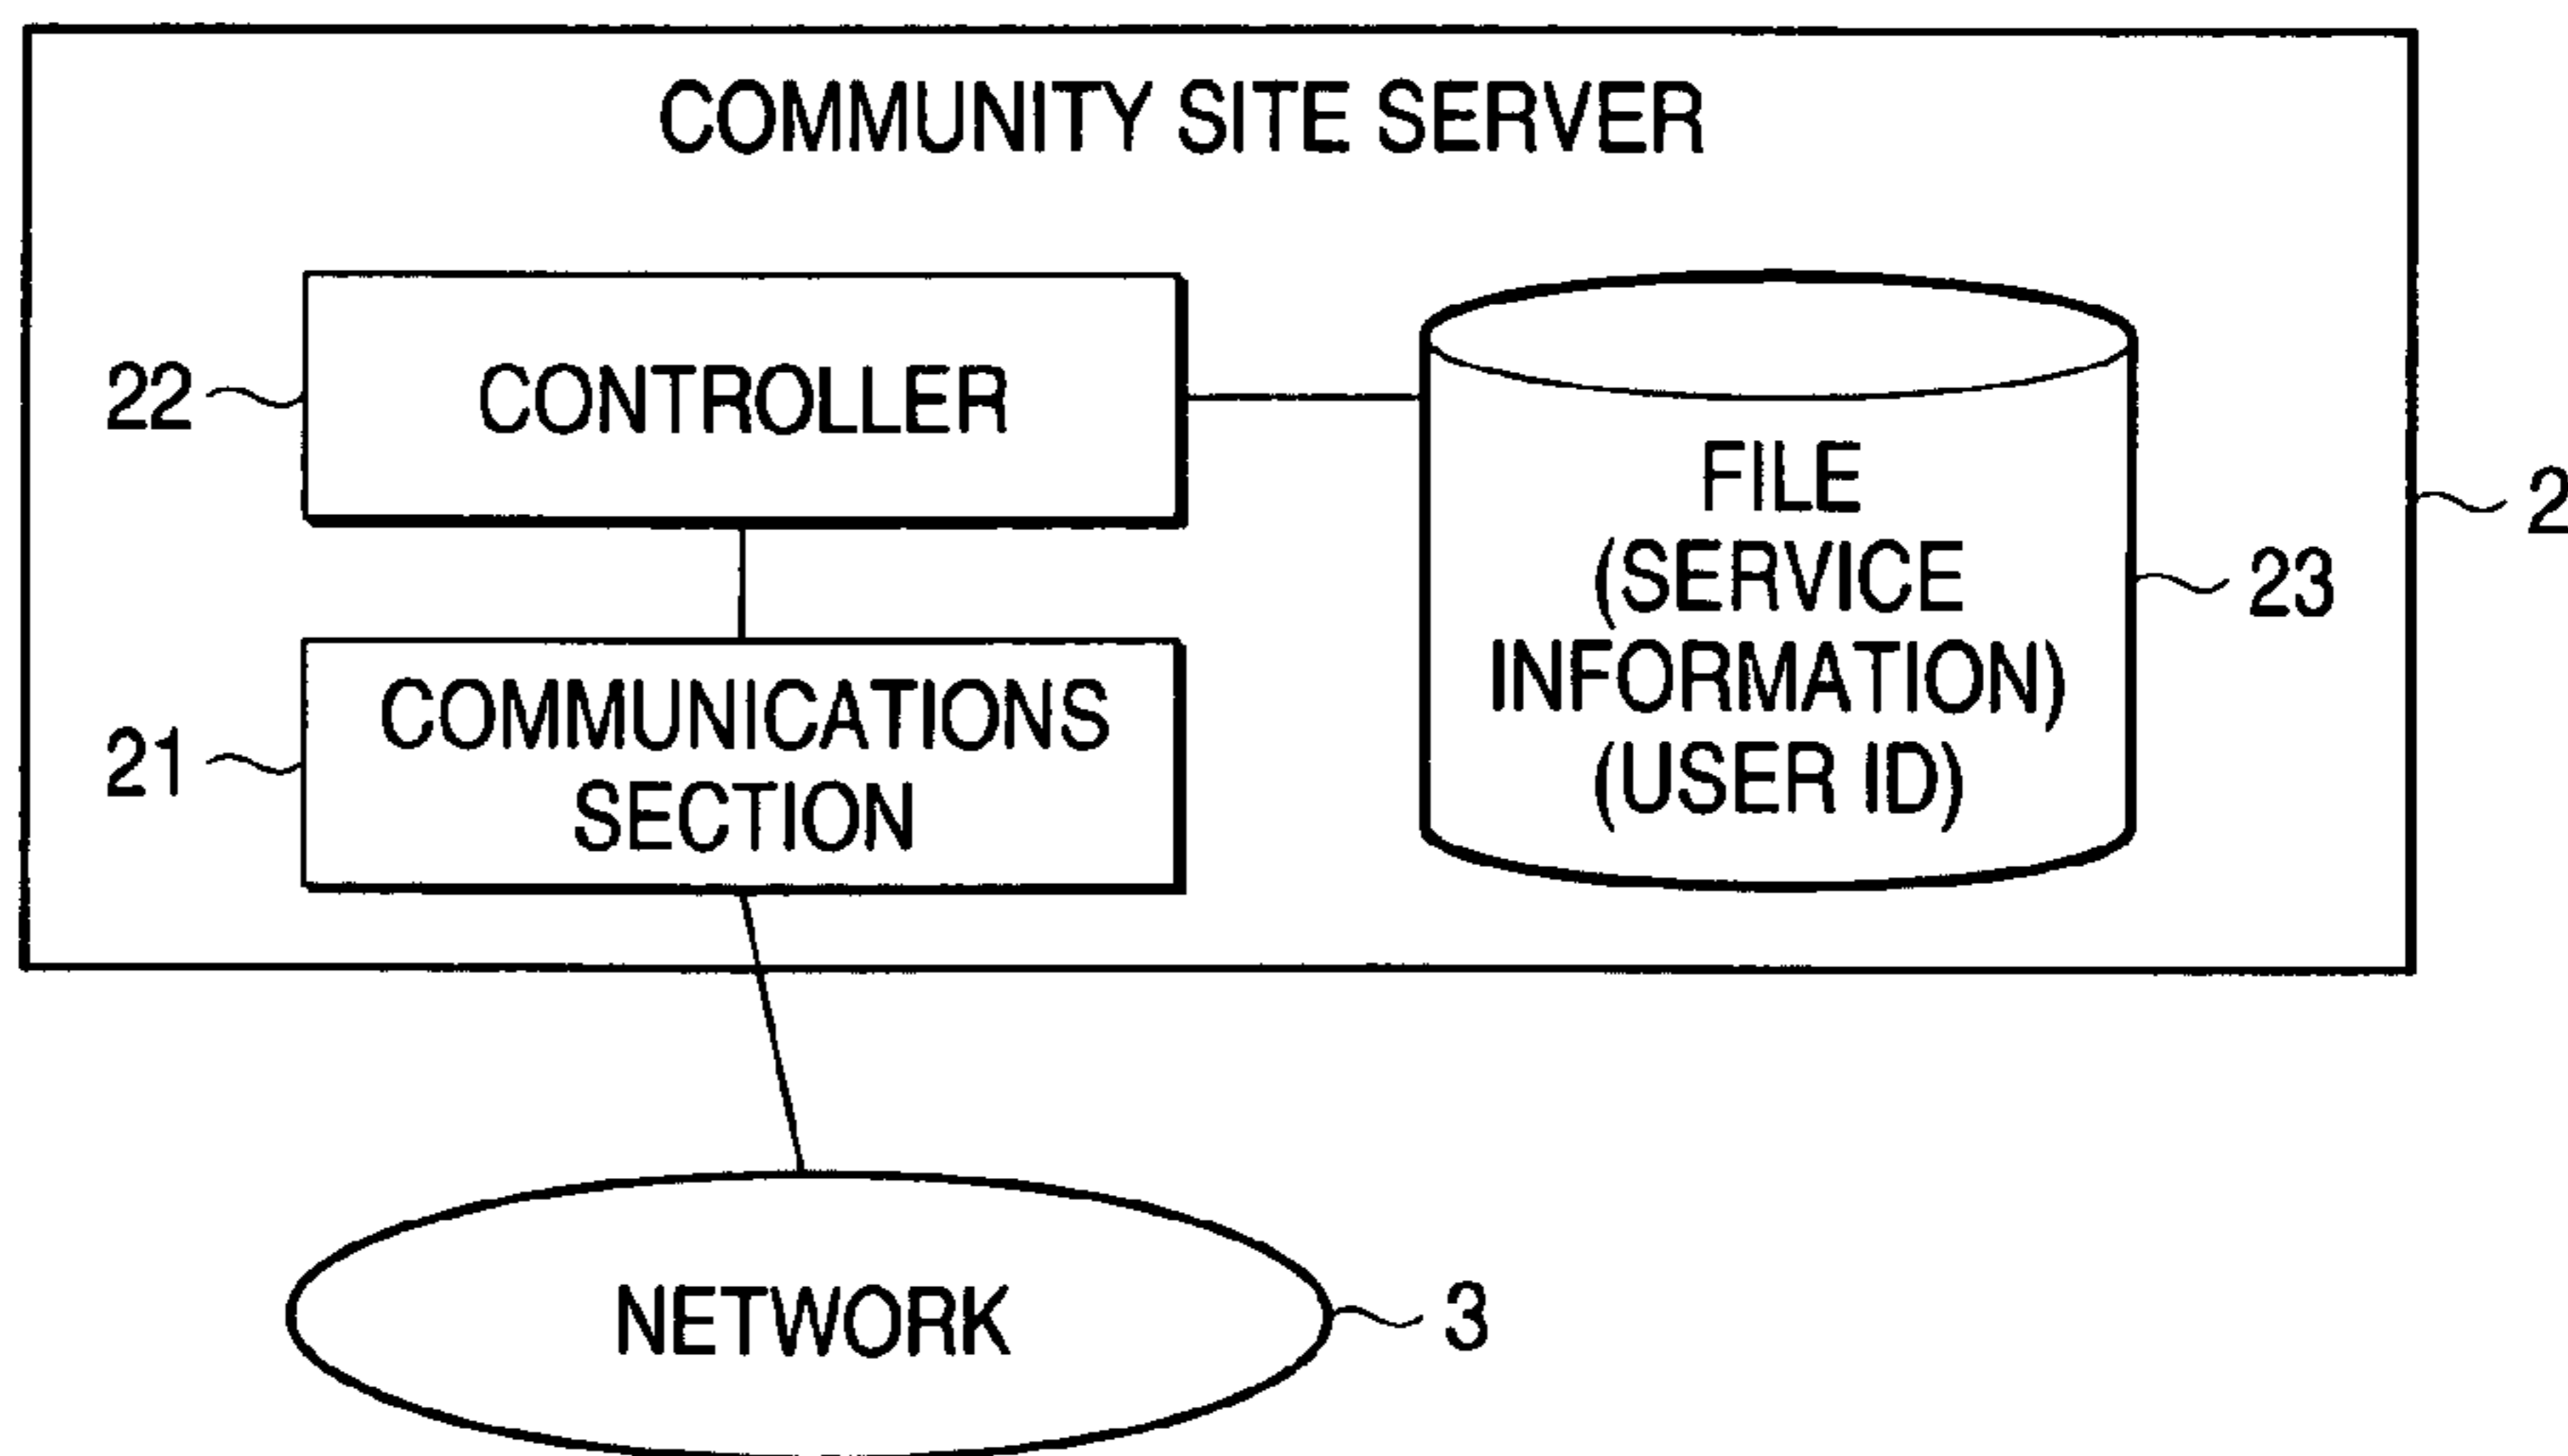 COMMUNITY SITE SERVER
22
CONTROLLER
FILE
(SERVICE
INFORMATION)
(USER ID)
2
23
21
COMMUNICATIONS
SECTION
NETWORK
3